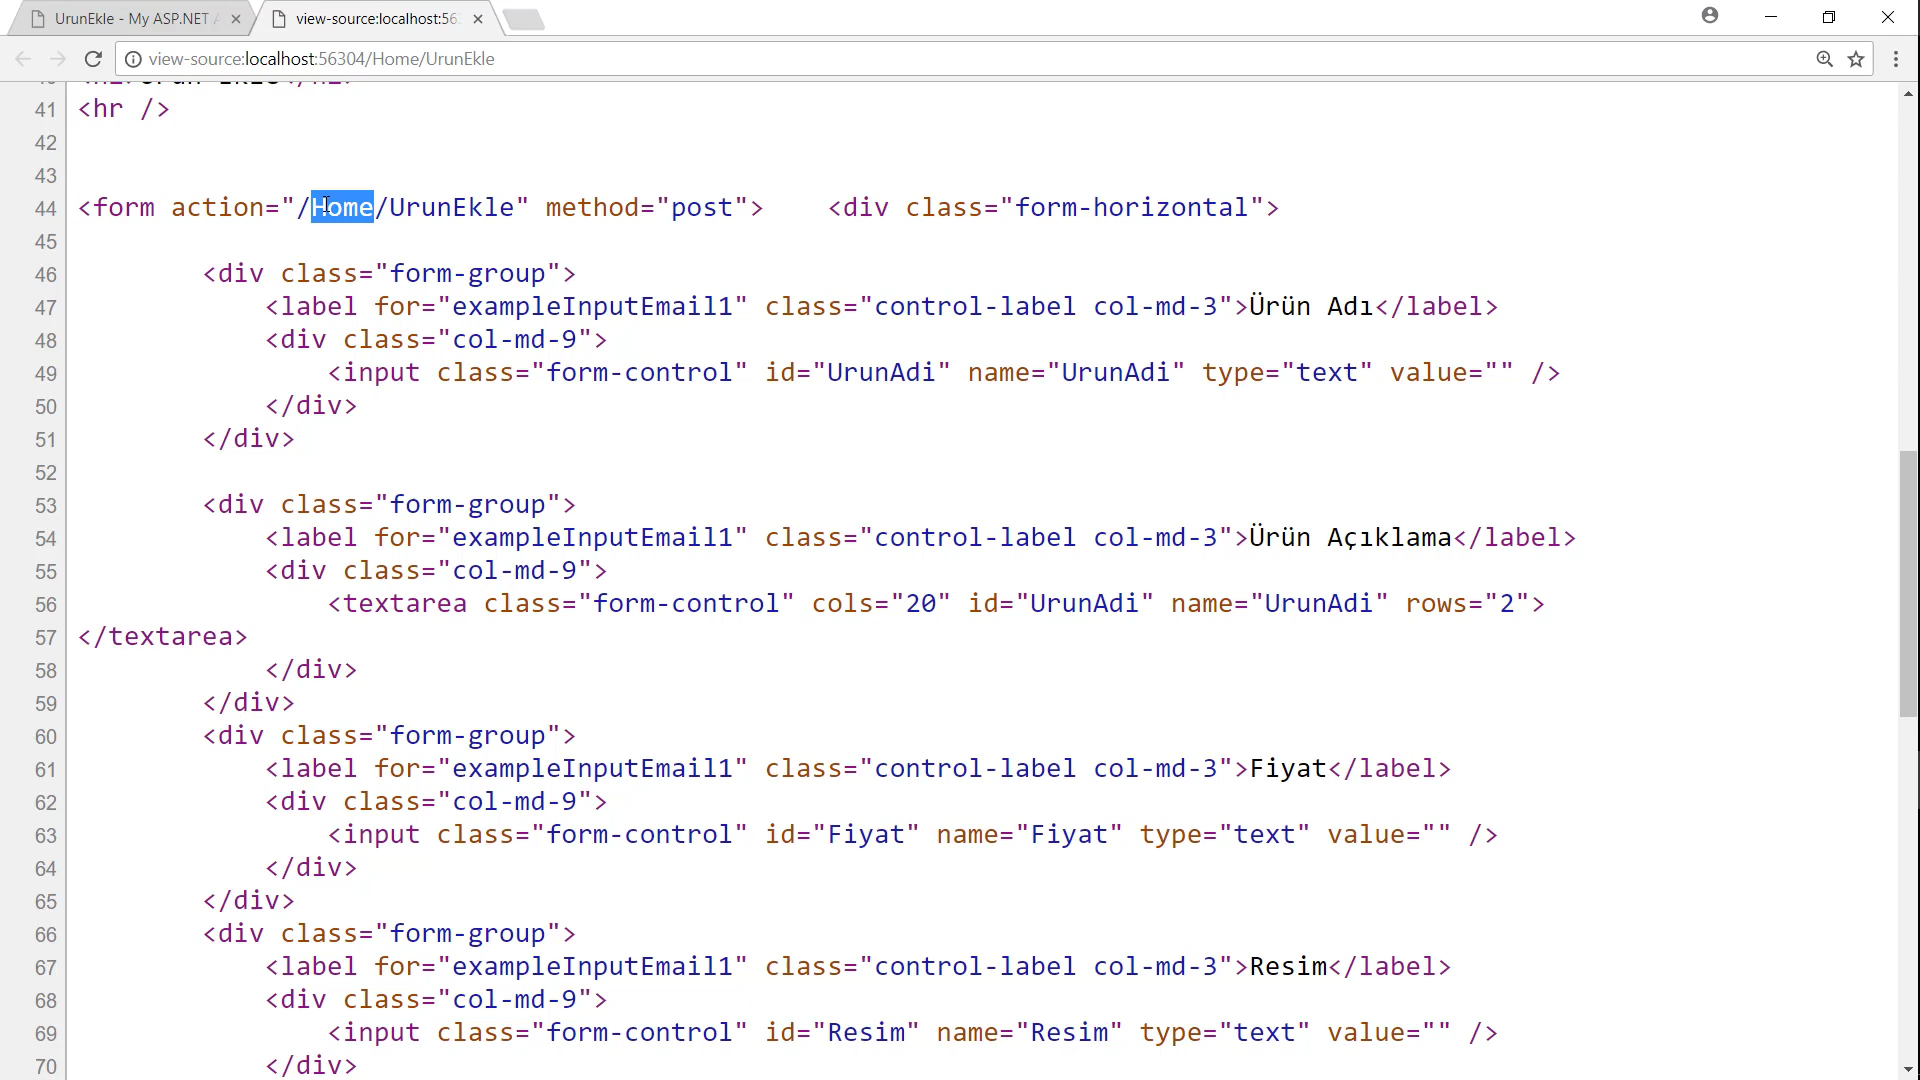 UrunEkle - My ASP.NET A
view-source:localhost:56
view-source:localhost:56304/Home/UrunEkle
41 <hr />
42
43
44 <form action="/Home/UrunEkle" method="post">    <div class="form-horizontal">
45
46 <div class="form-group">
47 <label for="exampleInputEmail1" class="control-label col-md-3">Ürün Adı</label>
48 <div class="col-md-9">
49 <input class="form-control" id="UrunAdi" name="UrunAdi" type="text" value="" />
50 </div>
51 </div>
52
53 <div class="form-group">
54 <label for="exampleInputEmail1" class="control-label col-md-3">Ürün Açıklama</label>
55 <div class="col-md-9">
56 <textarea class="form-control" cols="20" id="UrunAdi" name="UrunAdi" rows="2">
57 </textarea>
58 </div>
59 </div>
60 <div class="form-group">
61 <label for="exampleInputEmail1" class="control-label col-md-3">Fiyat</label>
62 <div class="col-md-9">
63 <input class="form-control" id="Fiyat" name="Fiyat" type="text" value="" />
64 </div>
65 </div>
66 <div class="form-group">
67 <label for="exampleInputEmail1" class="control-label col-md-3">Resim</label>
68 <div class="col-md-9">
69 <input class="form-control" id="Resim" name="Resim" type="text" value="" />
70 </div>